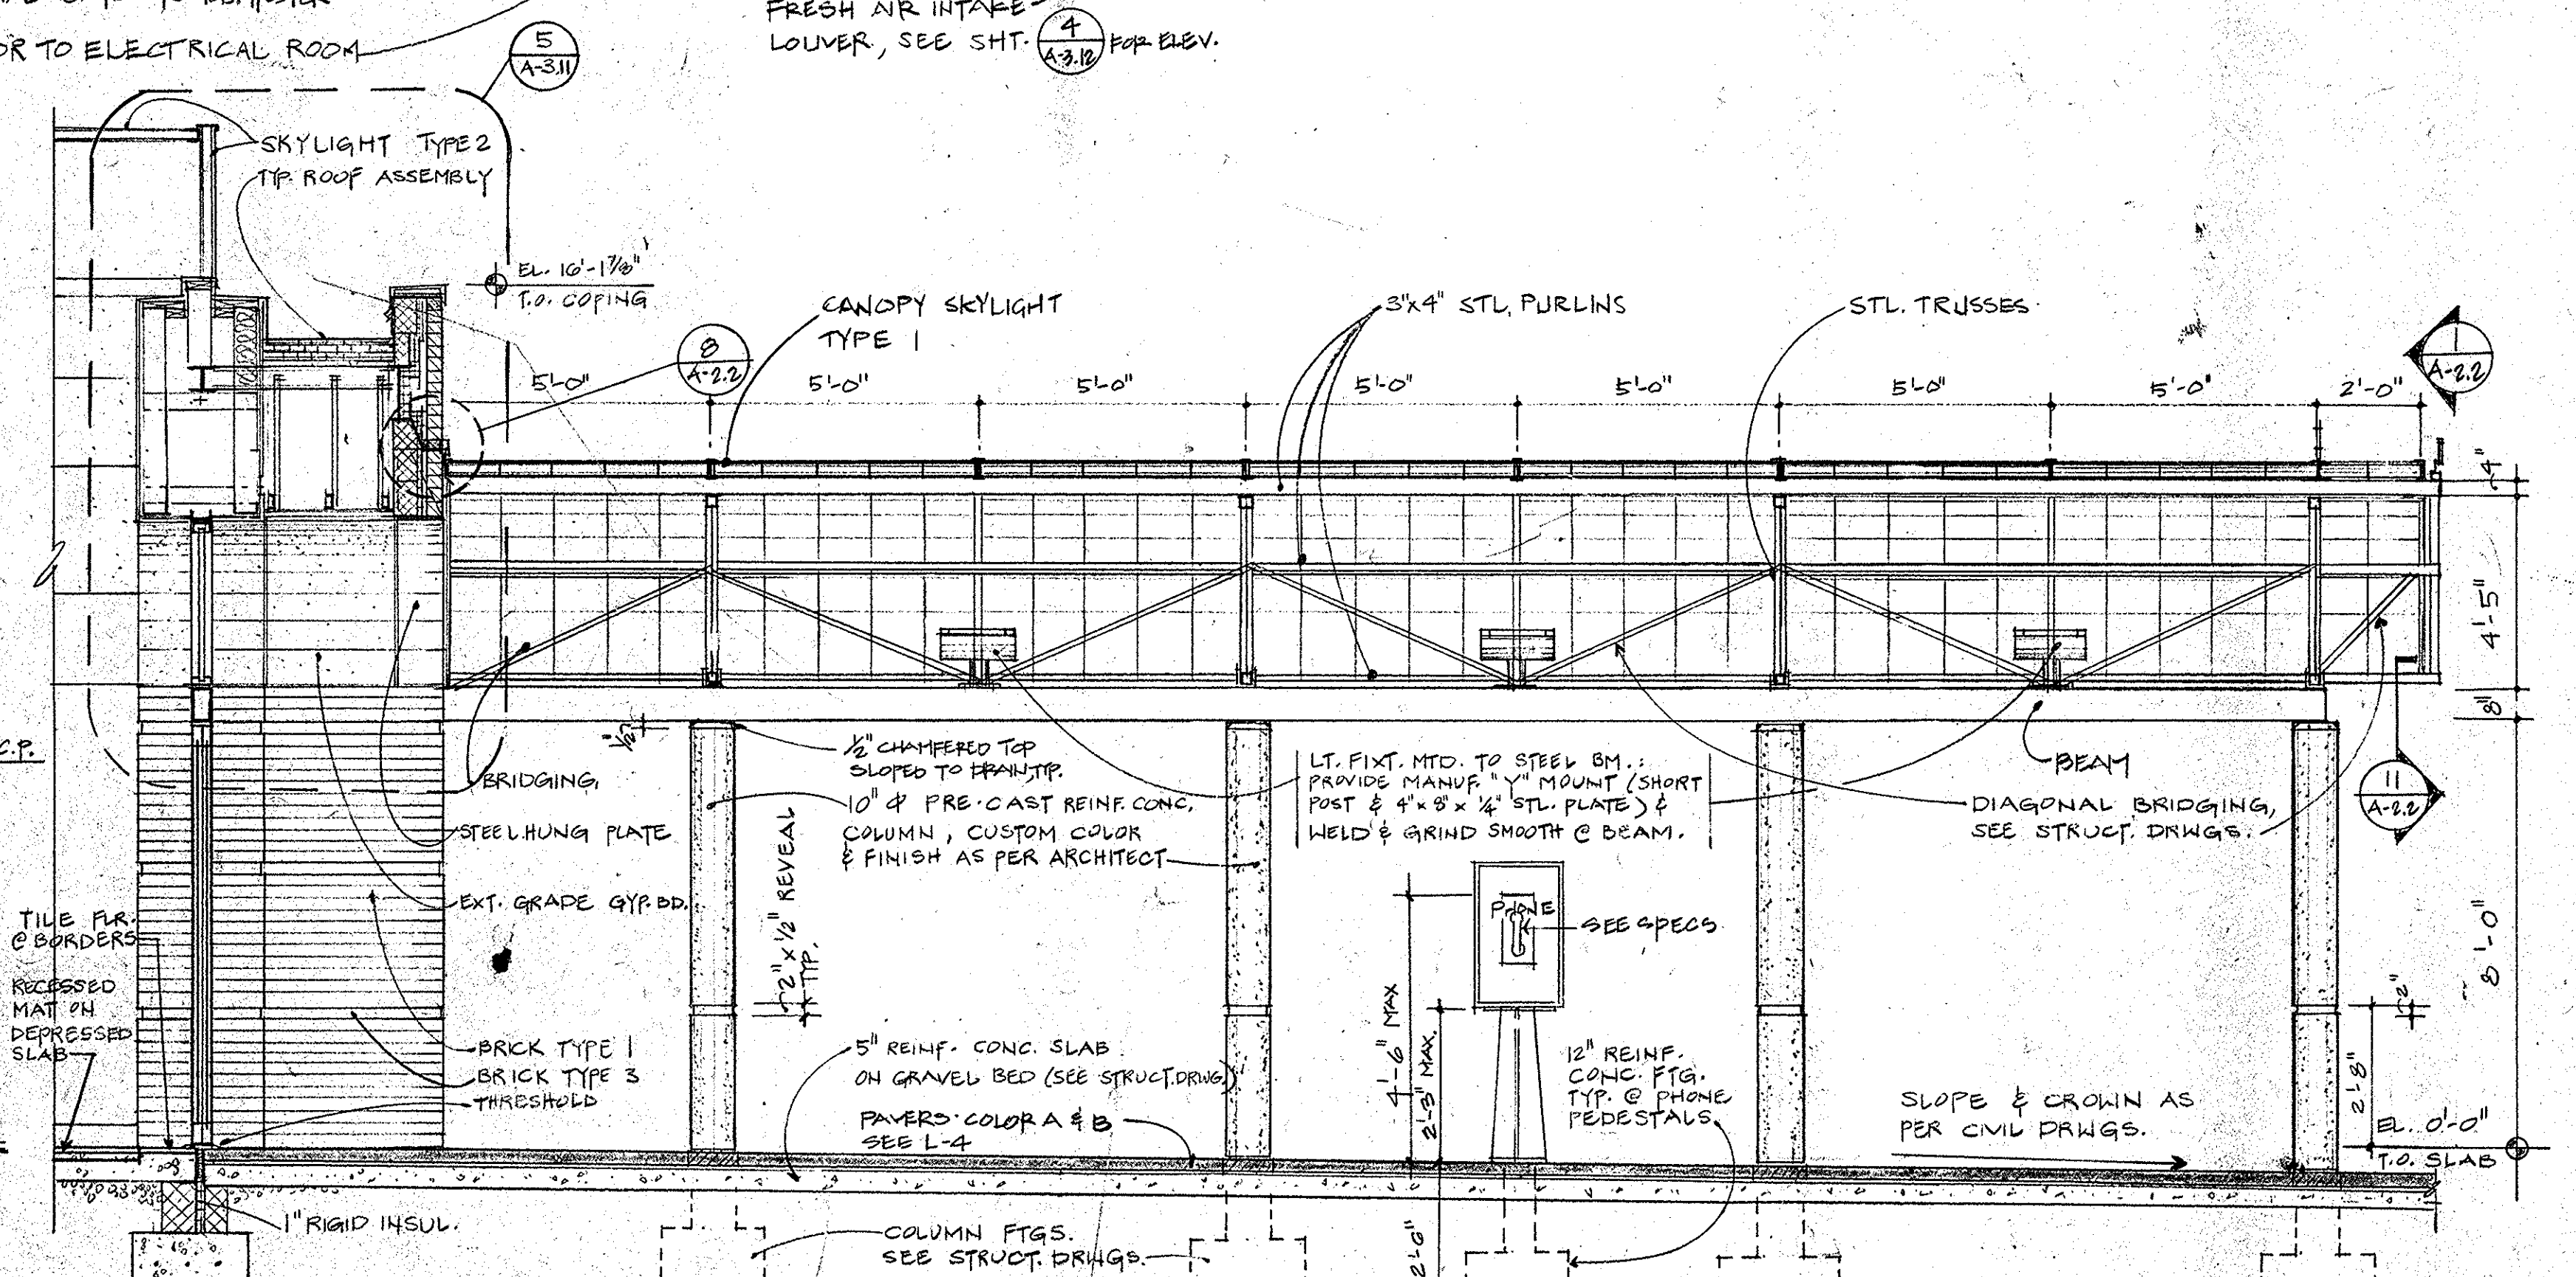 OR TO ELECTRICAL ROOM
5
A-3.11
FRESH AIR INTAKE
LOUVER, SEE SHT. 4 FOR ELEV.
A-3.12
SKYLIGHT TYPE 2
TYP. ROOF ASSEMBLY
EL. 16'-1 7/8"
T.O. COPING
CANOPY SKYLIGHT
TYPE 1
3"x4" STL. PURLINS
STL. TRUSSES
8
A-2.2
1
A-2.2
5'-0"
5'-0"
5'-0"
5'-0"
5'-0"
5'-0"
5'-0"
2'-0"
4"
4'-5"
8"
8'-0"
C.P.
1/2"
1/2" CHAMFERED TOP
SLOPED TO DRAIN, TYP.
10" Φ PRE-CAST REINF. CONC.
COLUMN, CUSTOM COLOR
& FINISH AS PER ARCHITECT
LT. FIXT. MTD. TO STEEL BM.:
PROVIDE MANUF. "Y" MOUNT (SHORT
POST & 4"x8"x 1/4" STL. PLATE) &
WELD & GRIND SMOOTH @ BEAM.
BEAM
11
A-2.2
DIAGONAL BRIDGING,
SEE STRUCT. DRWGS.
BRIDGING,
STEEL HUNG PLATE
EXT. GRADE GYP. BD.
TILE FLR.
@ BORDERS
RECESSED
MAT ON
DEPRESSED
SLAB
BRICK TYPE 1
BRICK TYPE 3
THRESHOLD
2" x 1/2" REVEAL
TYP.
PHONE
SEE SPECS
4'-6" MAX
2'-3" MAX.
5" REINF. CONC. SLAB
ON GRAVEL BED (SEE STRUCT. DRWG.)
PAVERS-COLOR A & B
SEE L-4
12" REINF.
CONC. FTG.
TYP. @ PHONE
PEDESTALS
SLOPE & CROWN AS
PER CIVIL DRWGS.
2"
2'-8"
EL. 0'-0"
T.O. SLAB
1" RIGID INSUL.
COLUMN FTGS.
SEE STRUCT. DRWGS.
2'-6"